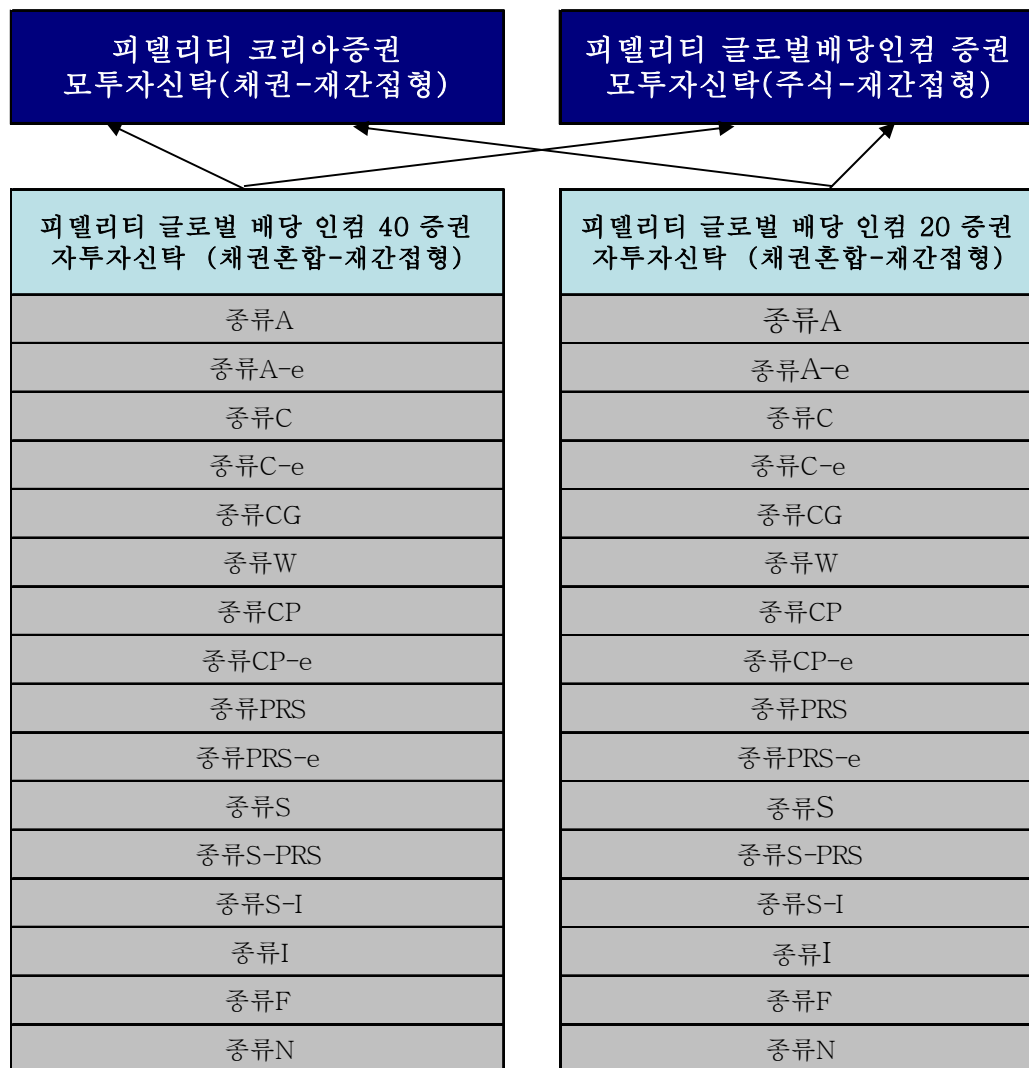 피델리티 코리아증권
모투자신탁(채권-재간접형)
피델리티 글로벌배당인컴 증권
모투자신탁(주식-재간접형)
피델리티 글로벌 배당 인컴 40 증권
자투자신탁 (채권혼합-재간접형)
종류A
종류A-e
종류C
종류C-e
종류CG
종류W
종류CP
종류CP-e
종류PRS
종류PRS-e
종류S
종류S-PRS
종류S-I
종류I
종류F
종류N
피델리티 글로벌 배당 인컴 20 증권
자투자신탁 (채권혼합-재간접형)
종류A
종류A-e
종류C
종류C-e
종류CG
종류W
종류CP
종류CP-e
종류PRS
종류PRS-e
종류S
종류S-PRS
종류S-I
종류I
종류F
종류N